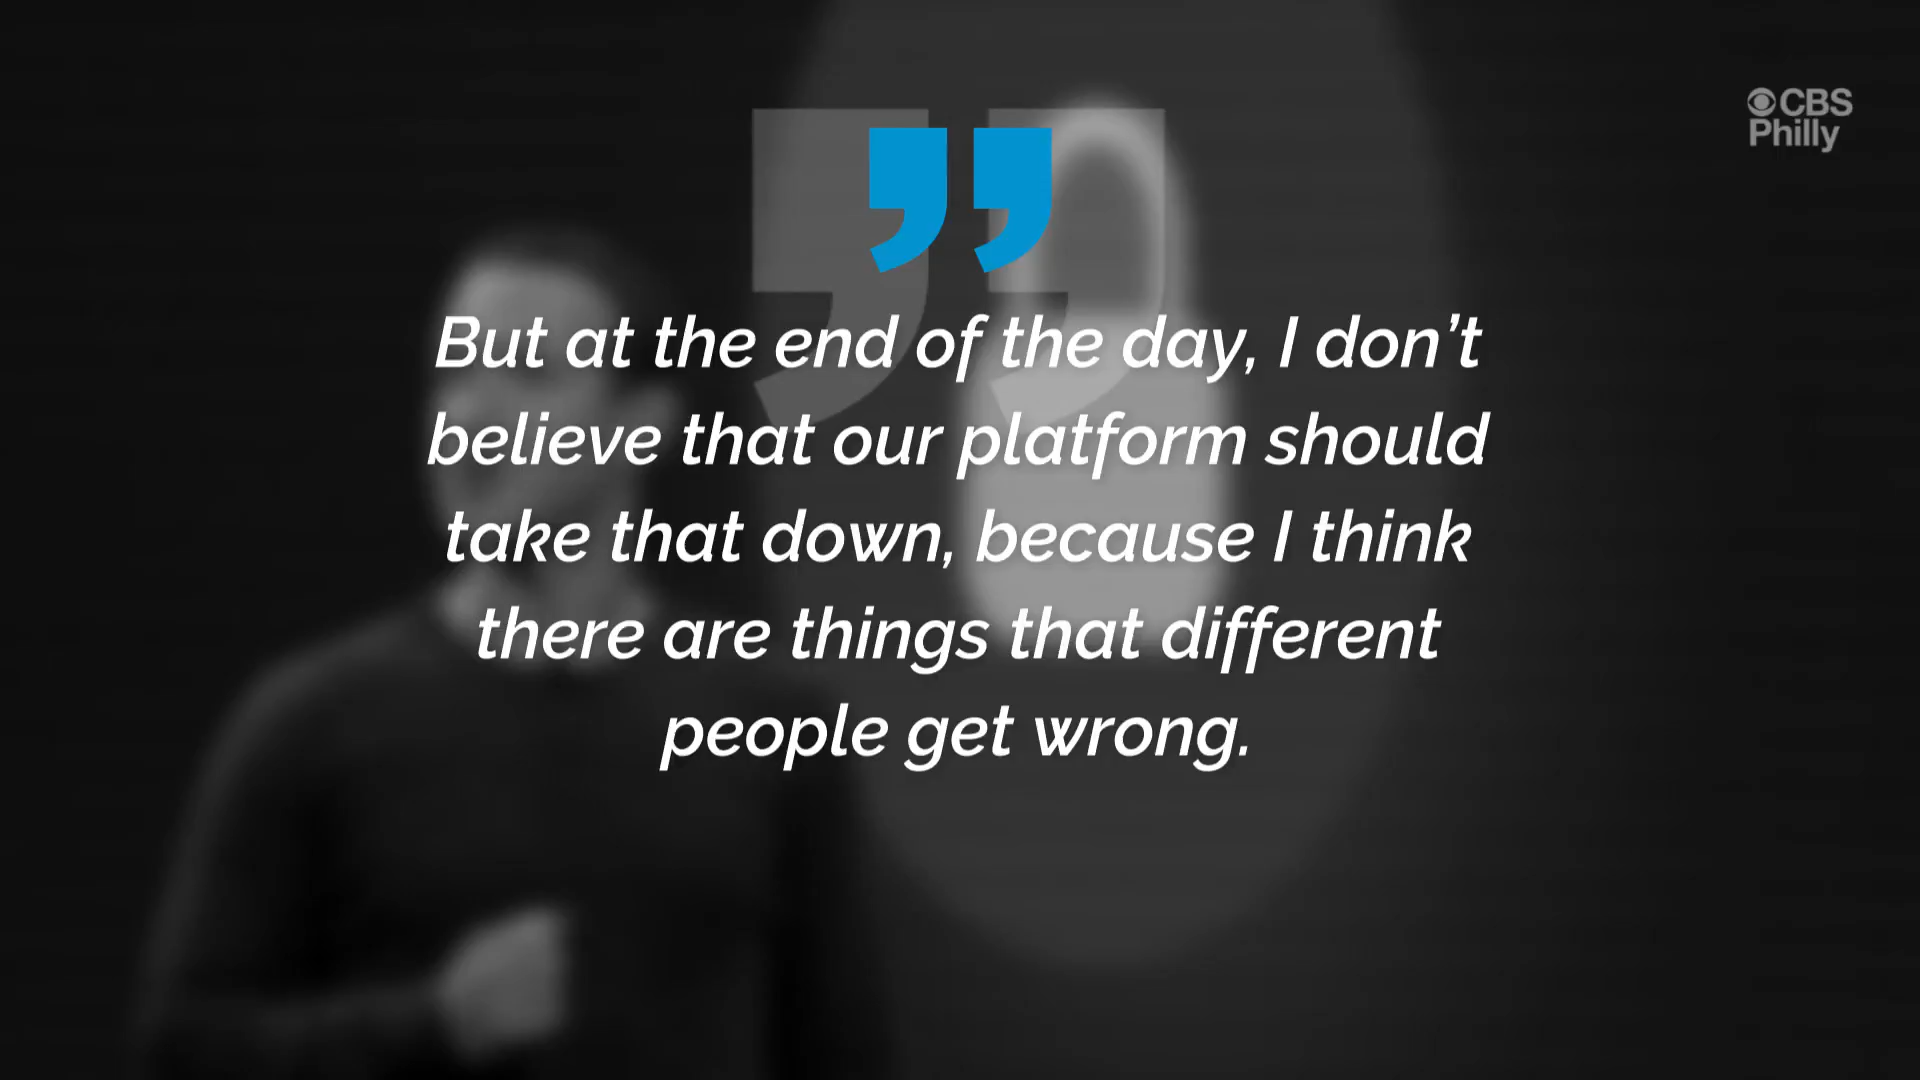 CBS
Philly
”
But at the end of the day, I don’t
believe that our platform should
take that down, because I think
there are things that different
people get wrong.